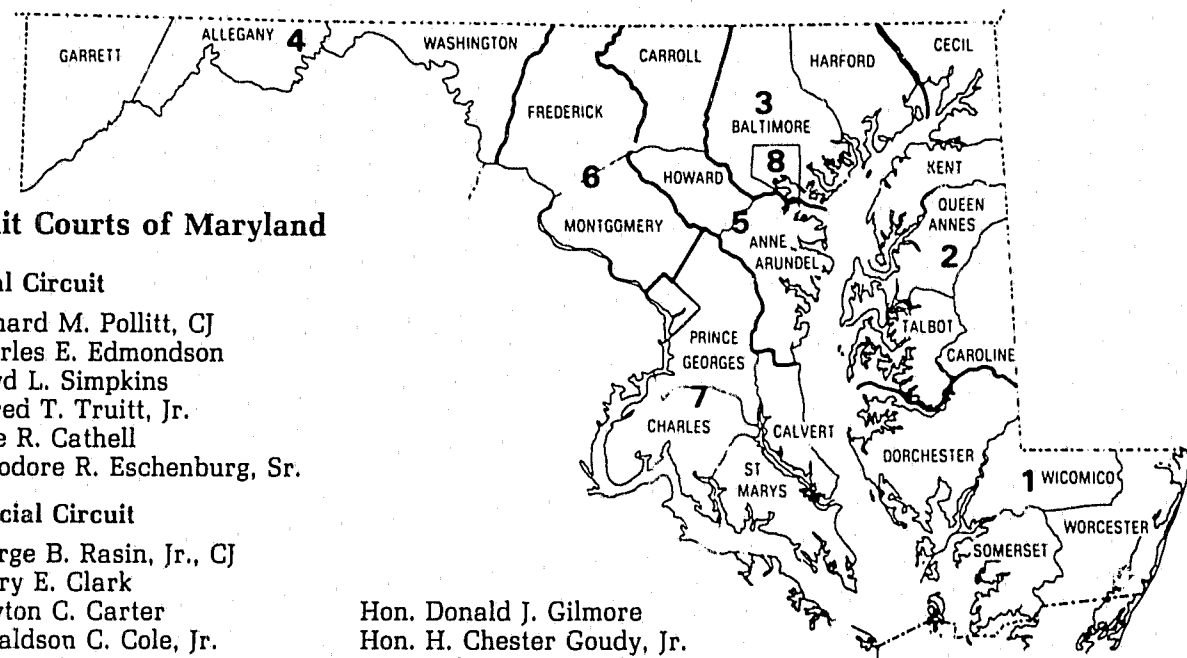 GARRETT
ALLEGANY
4
WASHINGTON
FREDERICK
CARROLL
3
BALTIMORE
8
HARFORD
CECIL
6
HOWARD
MONTGOMERY
5
ANNE
ARUNDEL
KENT
QUEEN
ANNES
2
TALBOT
CAROLINE
PRINCE
GEORGES
7
CHARLES
CALVERT
ST
MARYS
DORCHESTER
1 WICOMICO
WORCESTER
SOMERSET
it Courts of Maryland
al Circuit
hard M. Pollitt, CJ
rles E. Edmondson
yd L. Simpkins
red T. Truitt, Jr.
e R. Cathell
odore R. Eschenburg, Sr.
cial Circuit
rge B. Rasin, Jr., CJ
ry E. Clark
yton C. Carter
aldson C. Cole, Jr.
Hon. Donald J. Gilmore
Hon. H. Chester Goudy, Jr.